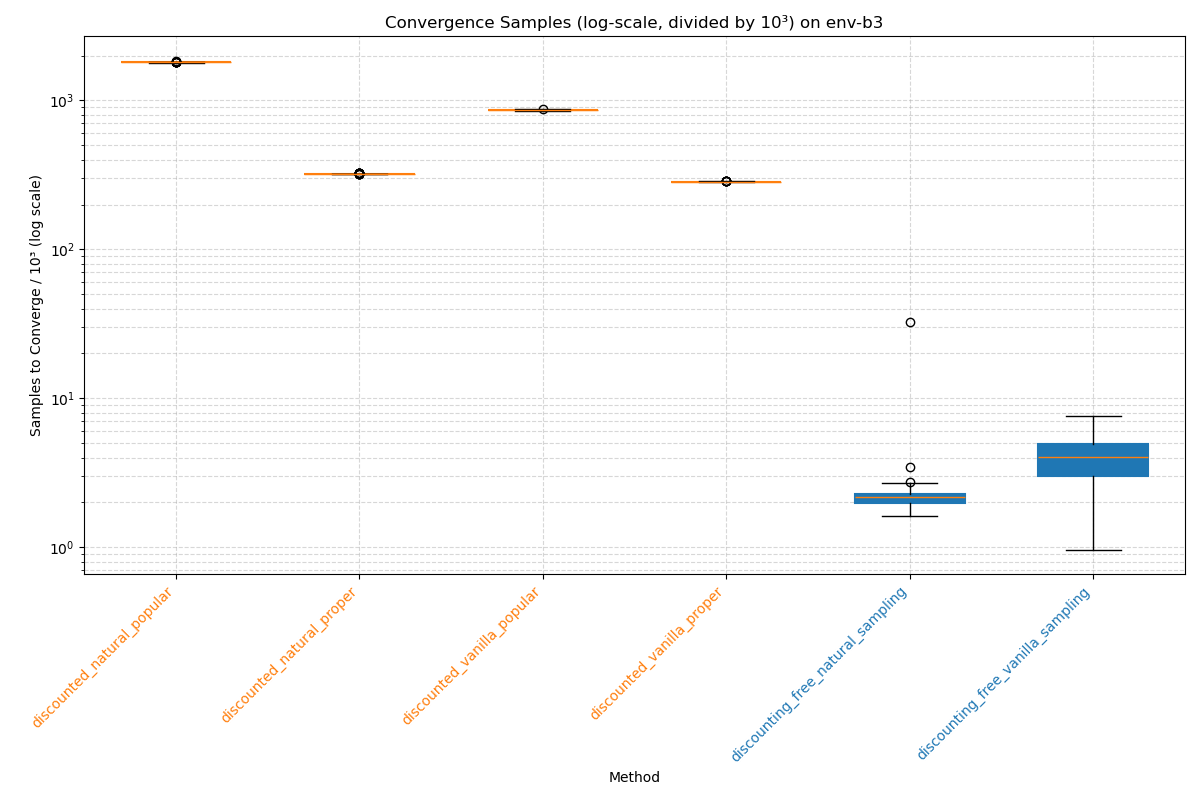 Convergence Samples (log-scale, divided by 10³) on env-b3
Samples to Converge / 10³ (log scale)
10³
10²
10¹
10⁰
discounted_natural_popular
discounted_natural_proper
discounted_vanilla_popular
discounted_vanilla_proper
discounting_free_natural_sampling
discounting_free_vanilla_sampling
Method